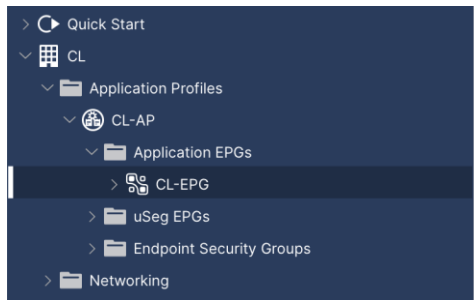 Quick Start
CL
Application Profiles
CL-AP
Application EPGs
CL-EPG
uSeg EPGs
Endpoint Security Groups
Networking